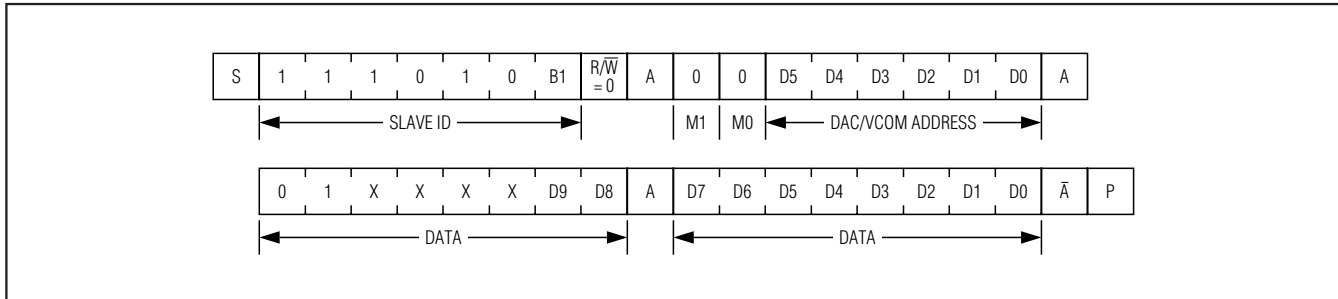 S 1 1 1 0 1 0 B1 R/W̅ = 0 A 0 0 D5 D4 D3 D2 D1 D0 A
SLAVE ID M1 M0 DAC/VCOM ADDRESS
0 1 X X X X D9 D8 A D7 D6 D5 D4 D3 D2 D1 D0 A̅ P
DATA DATA